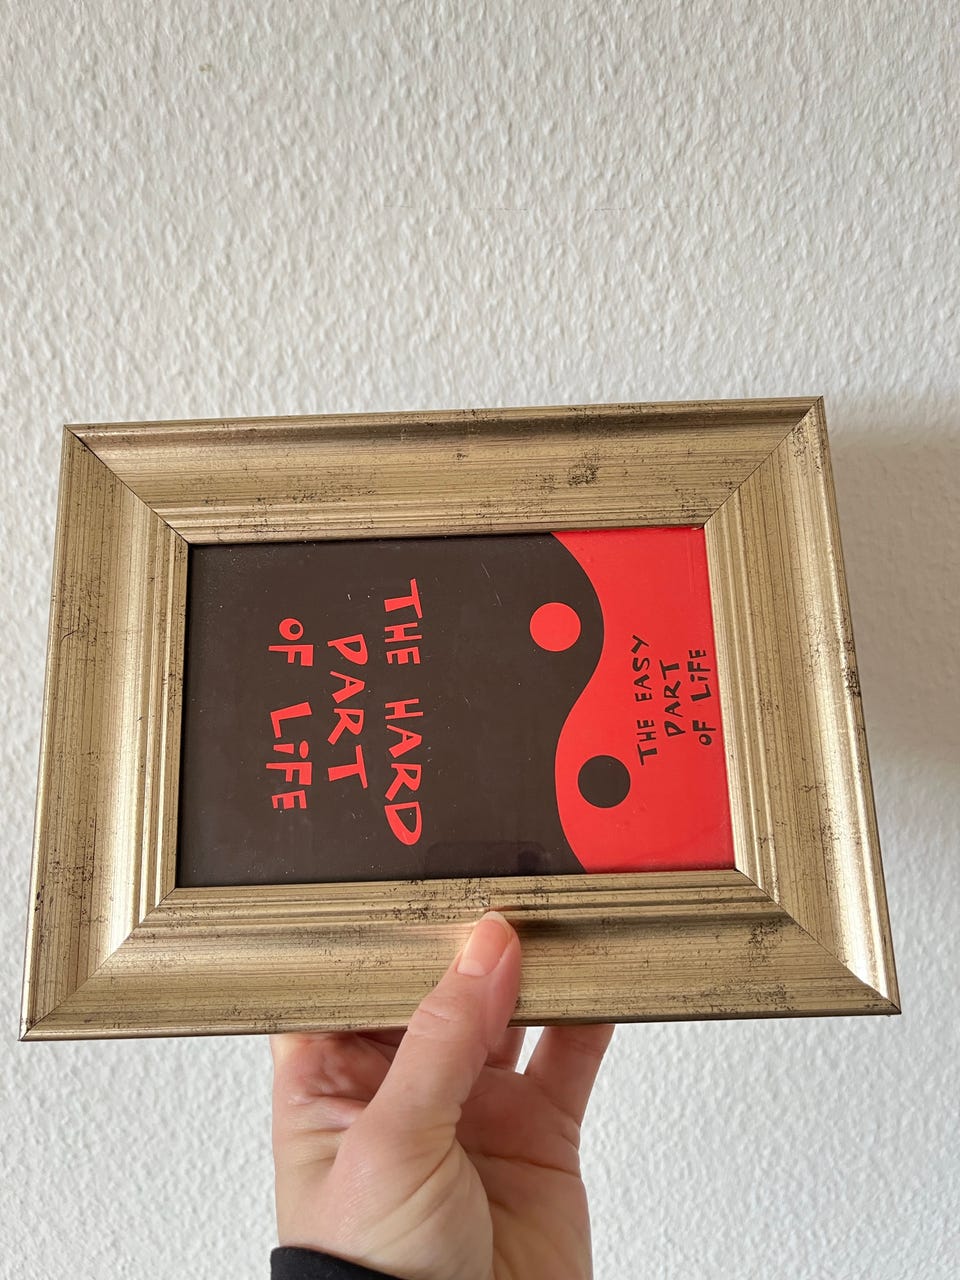 THE HARD
PART
OF LiFE
THE EASY
PART
OF LiFE